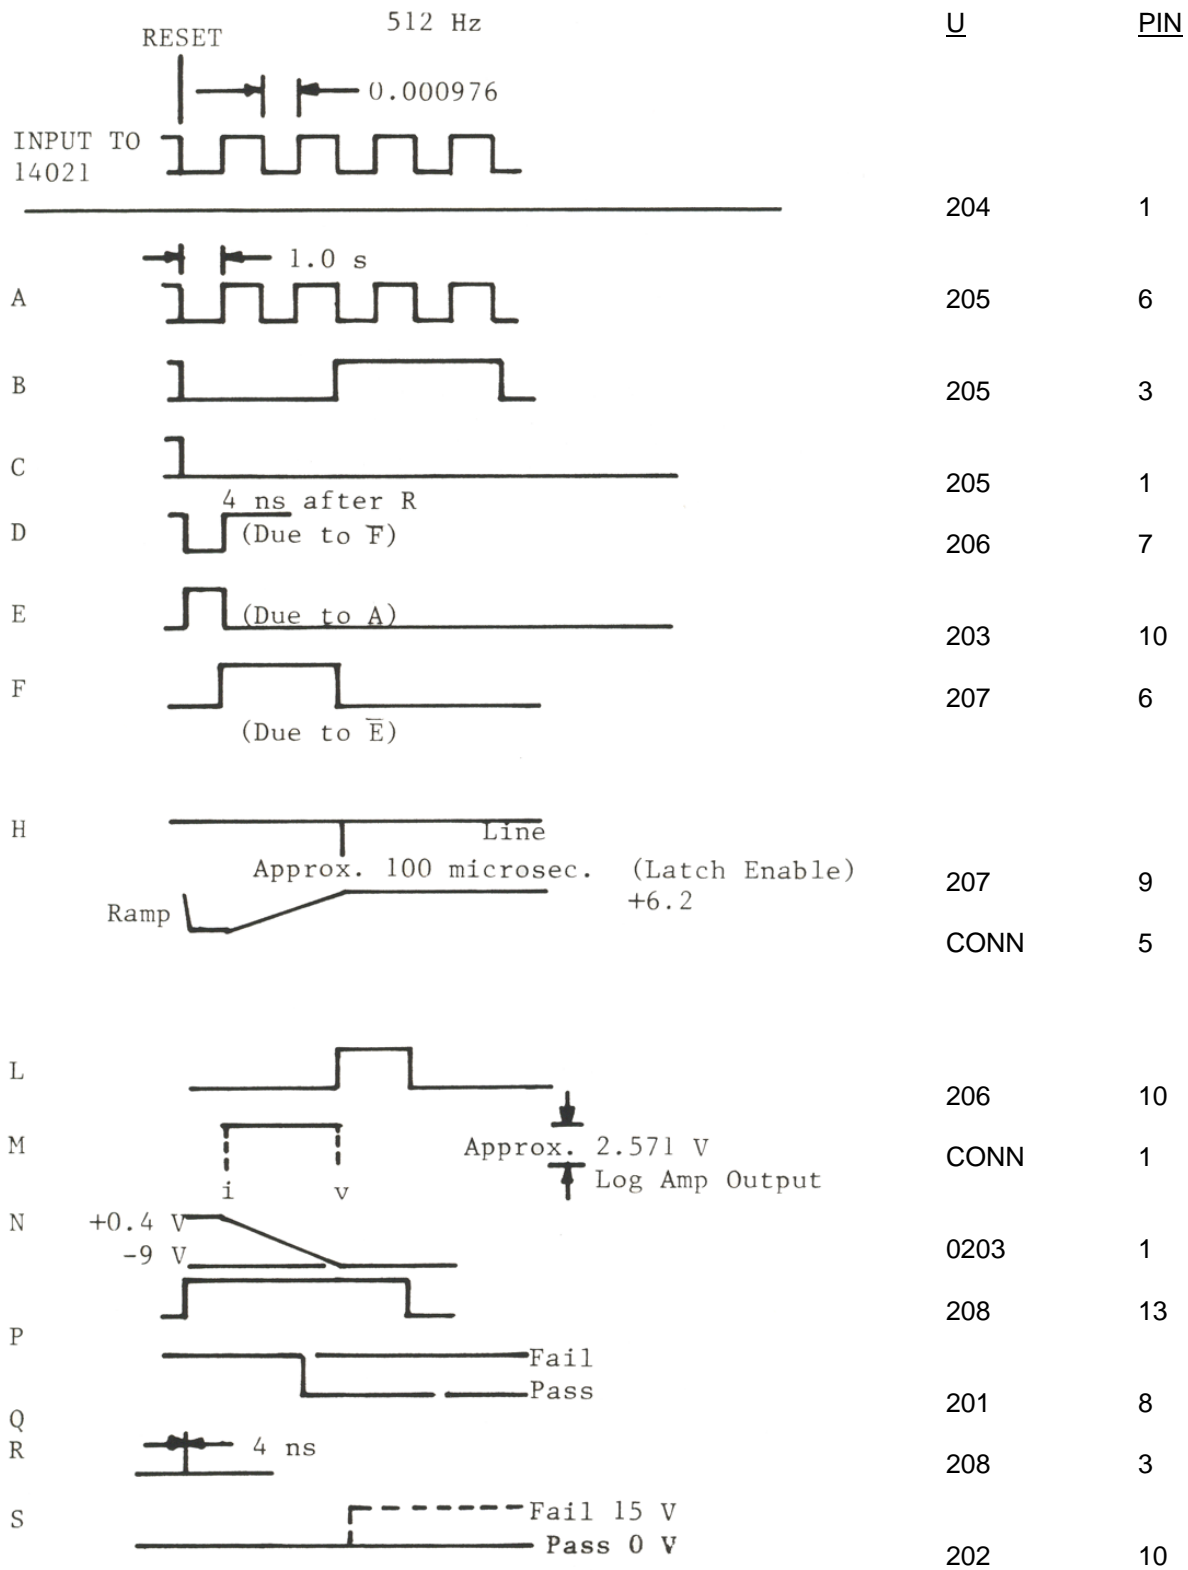 512 Hz
U PIN
RESET
0.000976
INPUT TO
14021
204 1
1.0 s
A
205 6
B
205 3
C
205 1
4 ns after R
D
(Due to F̅)
206 7
E
(Due to A)
203 10
F
207 6
(Due to E̅)
H
Line
Approx. 100 microsec. (Latch Enable)
207 9
+6.2
Ramp
CONN 5
L
206 10
M
Approx. 2.571 V
CONN 1
Log Amp Output
i v
N
+0.4 V
-9 V
0203 1
208 13
P
Fail
Pass
201 8
Q
R
4 ns
208 3
S
Fail 15 V
Pass 0 V
202 10